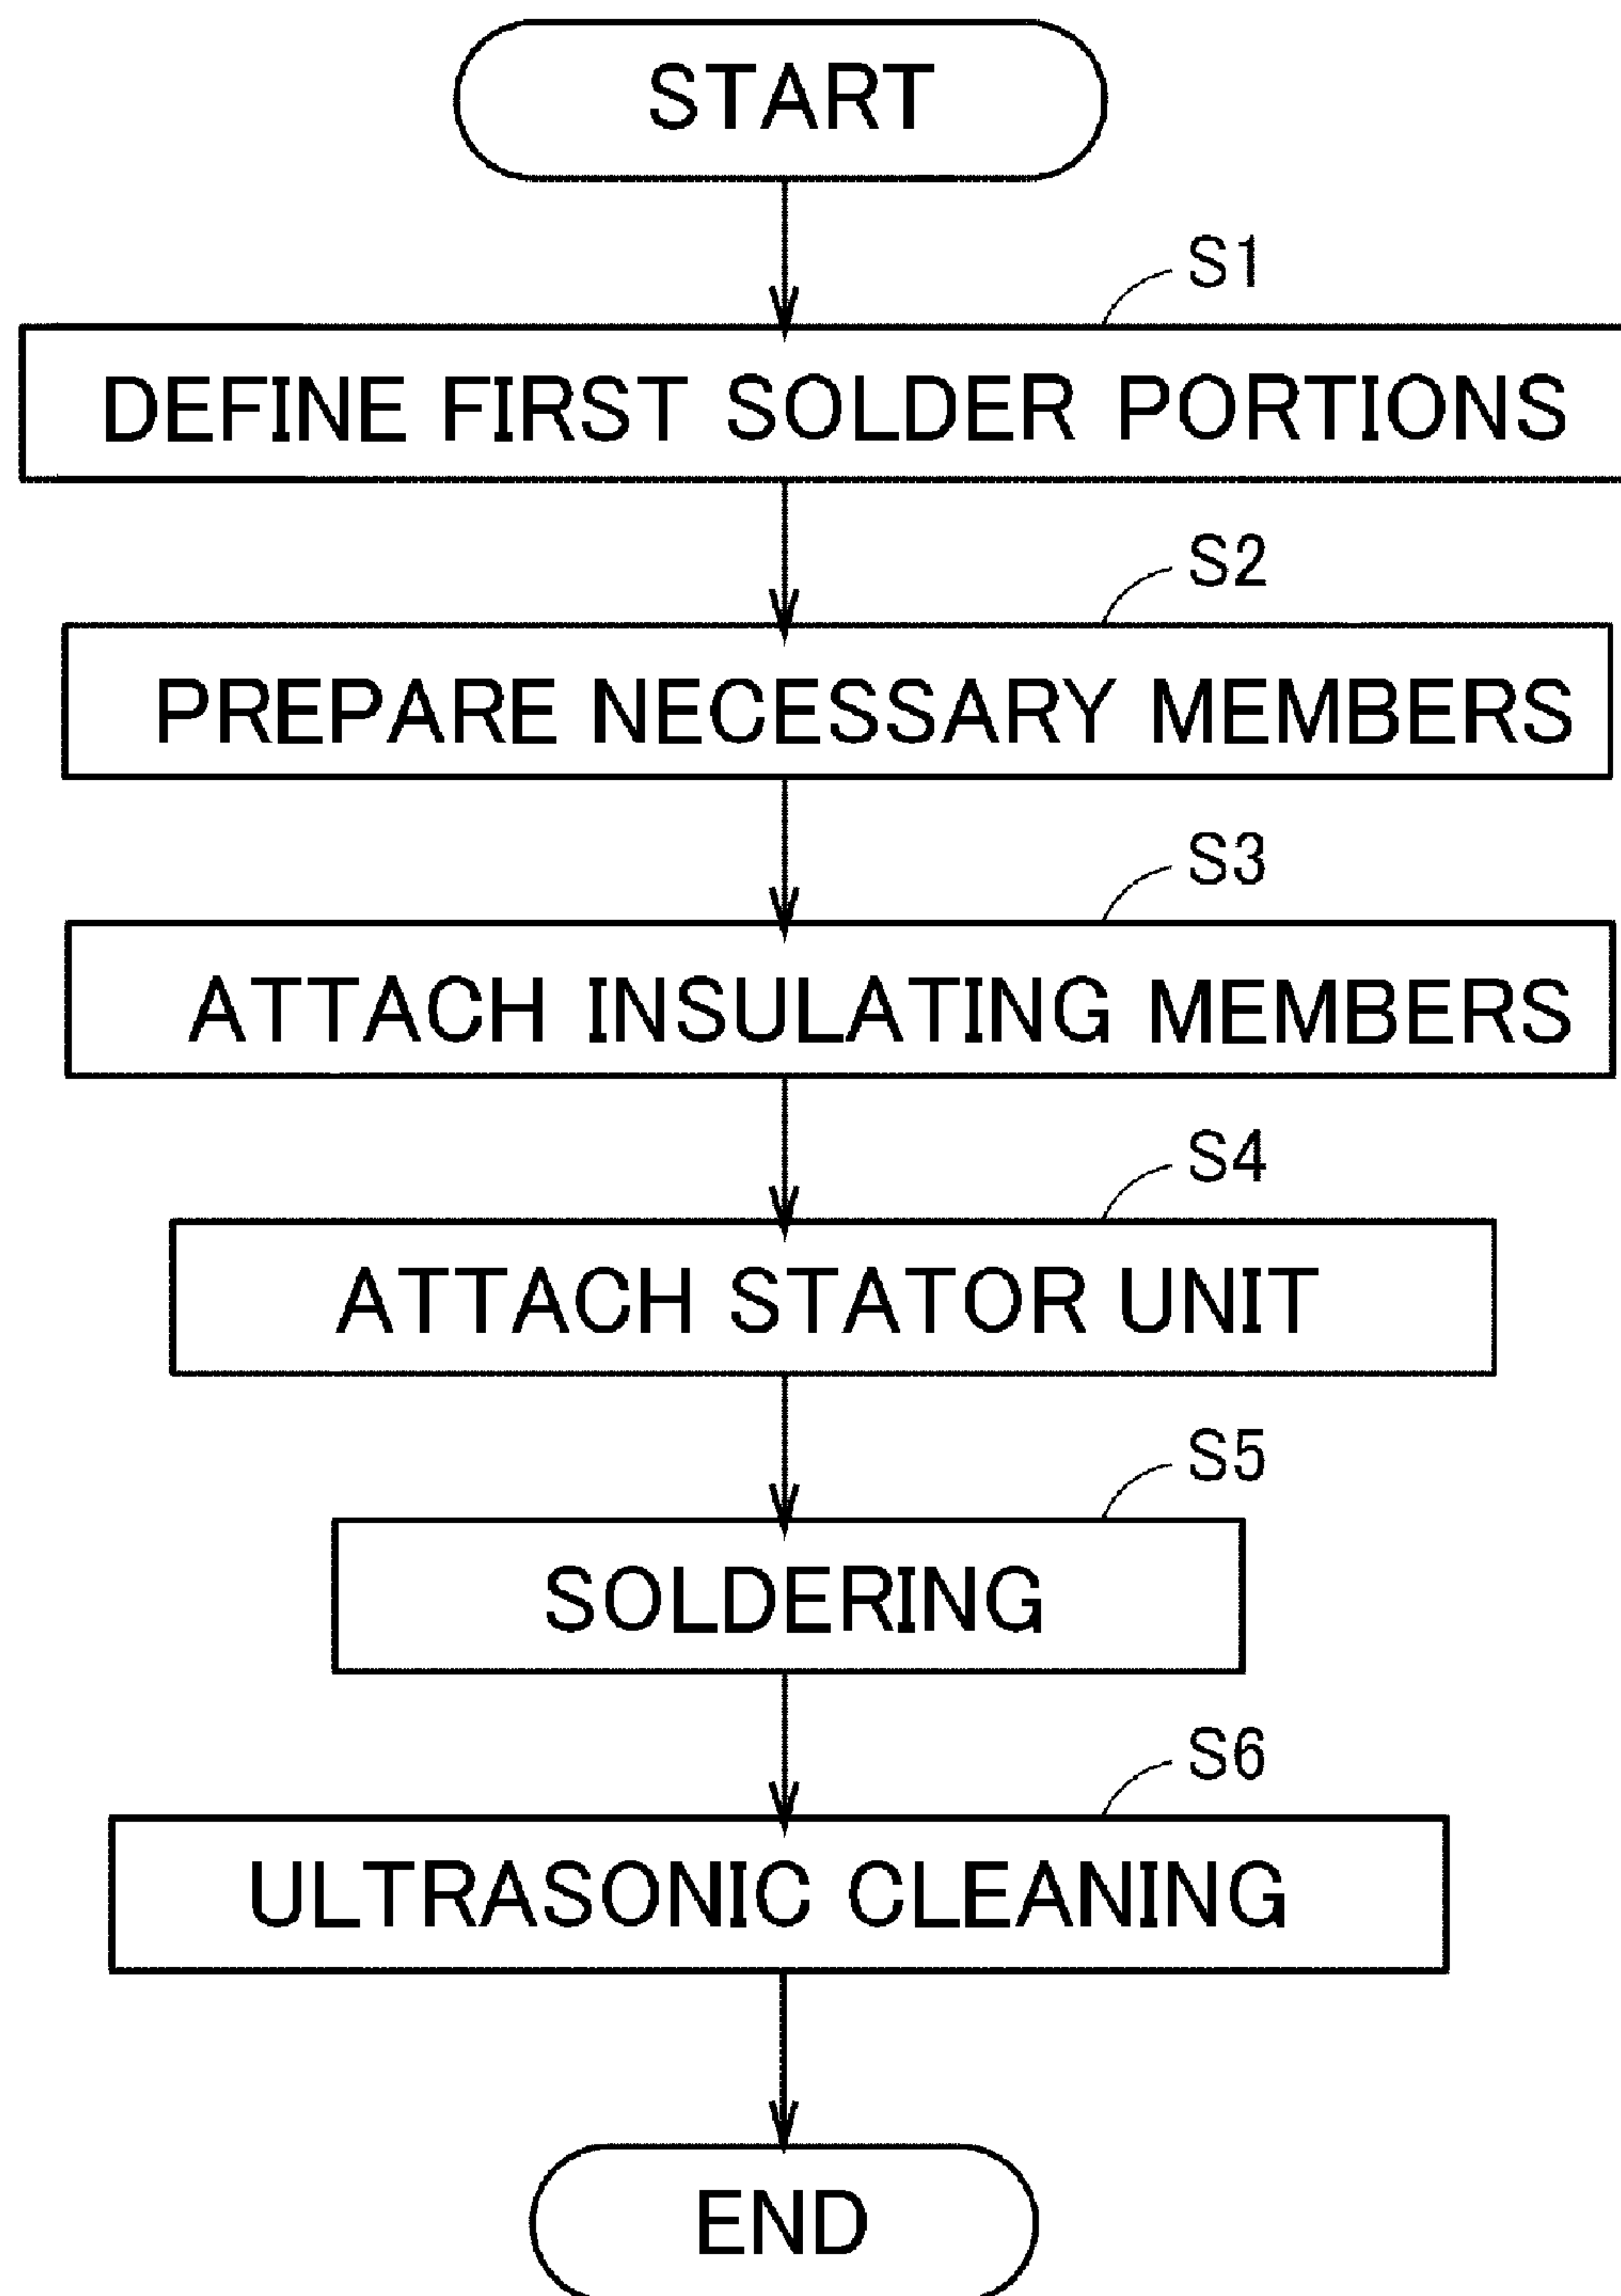 START
S1
DEFINE FIRST SOLDER PORTIONS
S2
PREPARE NECESSARY MEMBERS
S3
ATTACH INSULATING MEMBERS
S4
ATTACH STATOR UNIT
S5
SOLDERING
S6
ULTRASONIC CLEANING
END